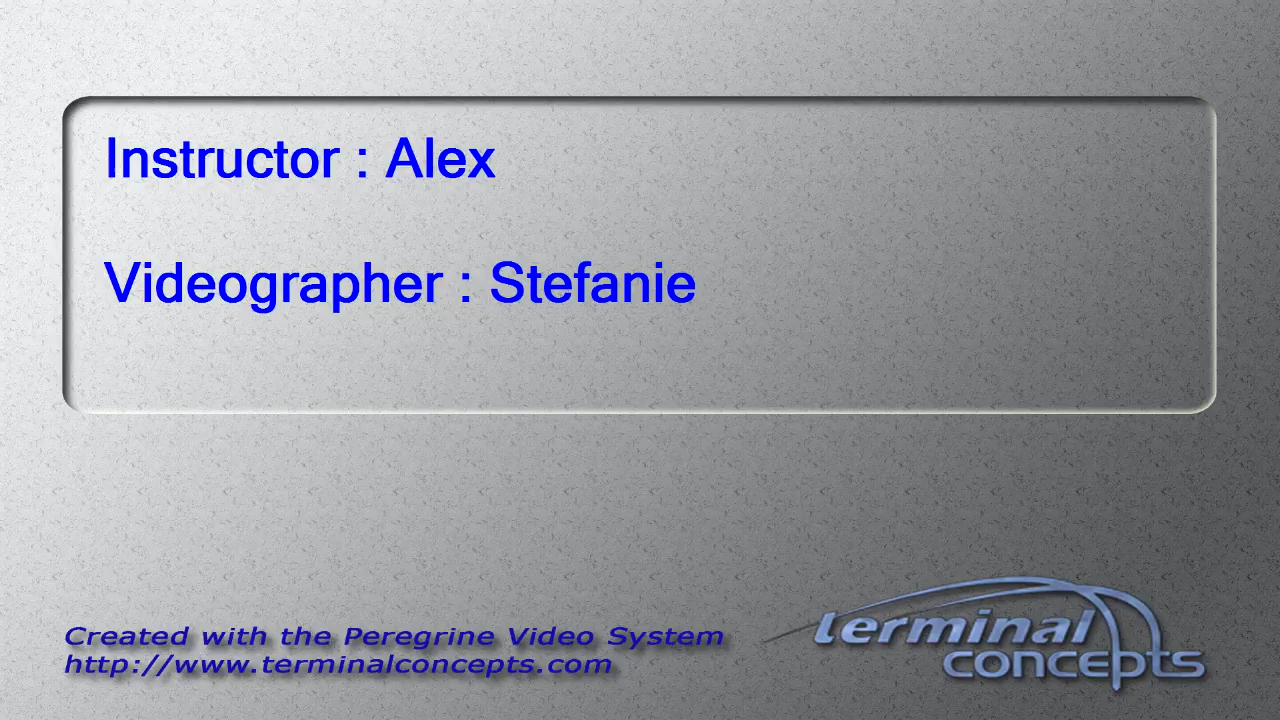 Instructor : Alex
Videographer : Stefanie
Created with the Peregrine Video System
http://www.terminalconcepts.com
terminal
concepts